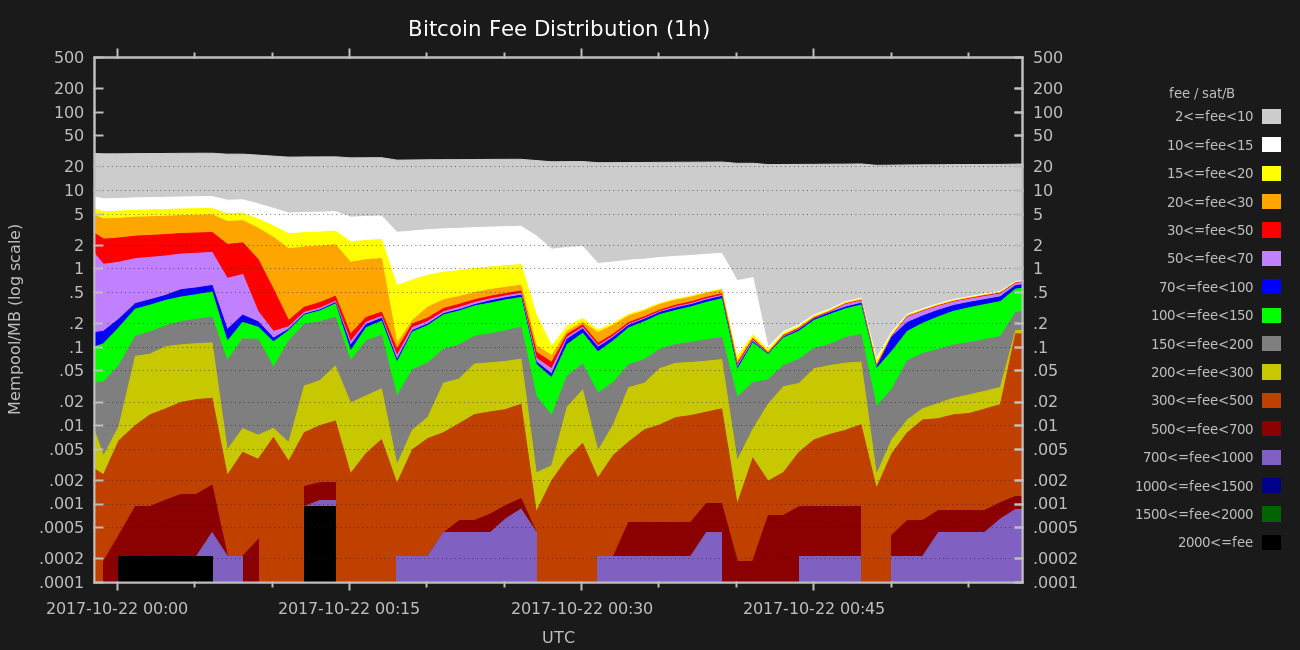 Bitcoin Fee Distribution (1h)
Mempool/MB (log scale)
500
200
100
50
20
10
5
2
1
.5
.2
.1
.05
.02
.01
.005
.002
.001
.0005
.0002
.0001
500
200
100
50
20
10
5
2
1
.5
.2
.1
.05
.02
.01
.005
.002
.001
.0005
.0002
.0001
2017-10-22 00:00
2017-10-22 00:15
2017-10-22 00:30
2017-10-22 00:45
UTC
fee / sat/B
2<=fee<10
10<=fee<15
15<=fee<20
20<=fee<30
30<=fee<50
50<=fee<70
70<=fee<100
100<=fee<150
150<=fee<200
200<=fee<300
300<=fee<500
500<=fee<700
700<=fee<1000
1000<=fee<1500
1500<=fee<2000
2000<=fee